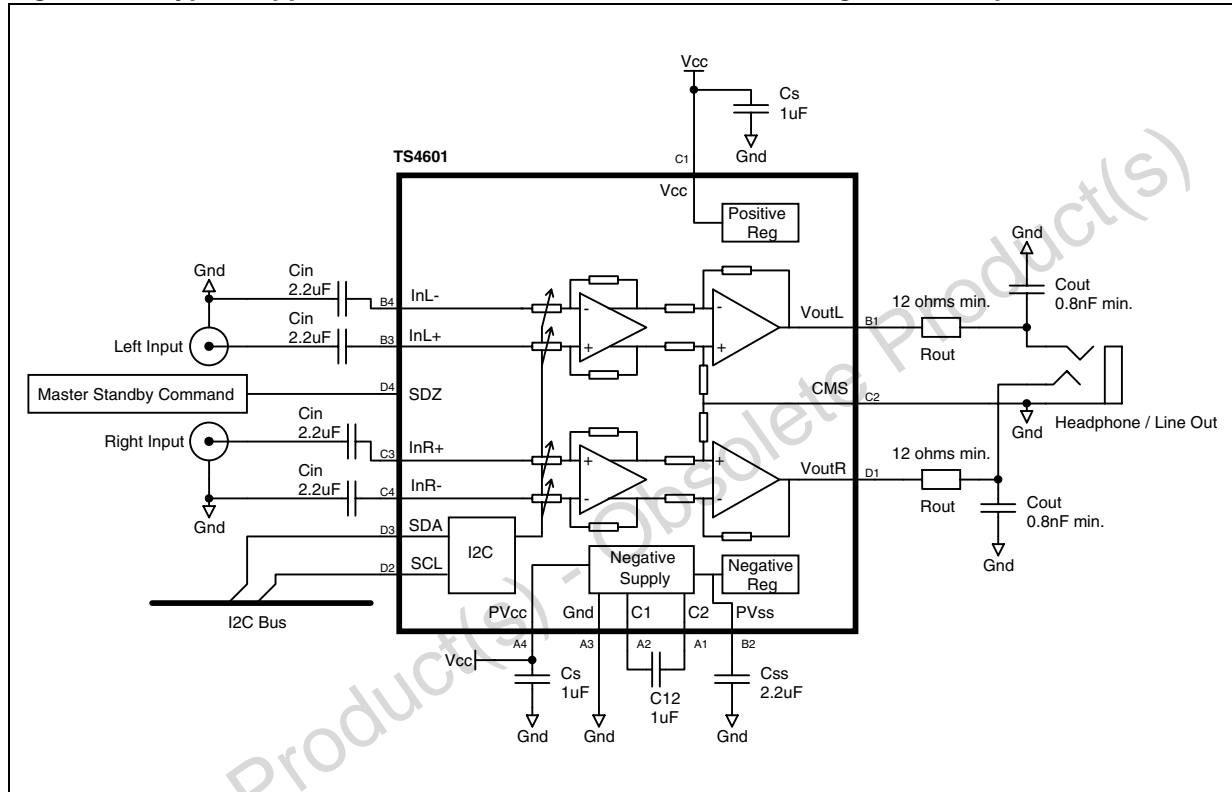 Vcc
Cs
1uF
Gnd
TS4601
C1
Vcc
Positive
Reg
Gnd
Cin
2.2uF
B4
InL-
Cin
2.2uF
B3
InL+
Left Input
Master Standby Command
D4
SDZ
Right Input
Cin
2.2uF
C3
InR+
Cin
2.2uF
C4
InR-
Gnd
D3
SDA
D2
SCL
I2C
I2C Bus
-
+
-
+
+
-
+
-
VoutL
B1
12 ohms min.
Rout
Gnd
Cout
0.8nF min.
CMS
C2
Gnd
Headphone / Line Out
VoutR
D1
12 ohms min.
Rout
Cout
0.8nF min.
Gnd
Negative
Supply
Negative
Reg
PVcc
Gnd
C1
C2
PVss
A4
A3
A2
A1
B2
Vcc
Cs
1uF
Gnd
Gnd
C12
1uF
Css
2.2uF
Gnd
Product(s) - Obsolete Product(s)